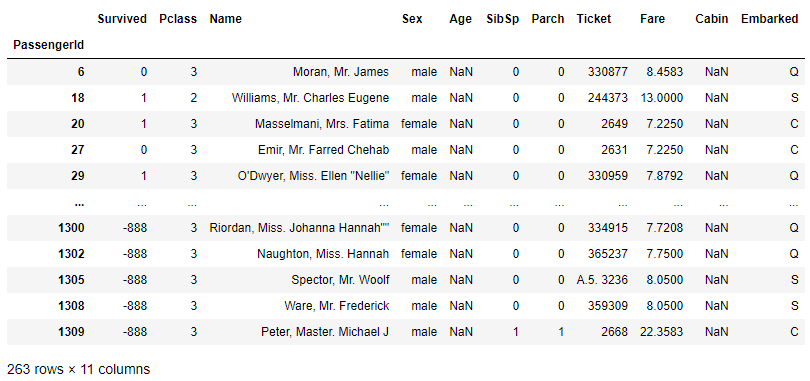 Survived Pclass Name Sex Age SibSp Parch Ticket Fare Cabin Embarked
PassengerId
6 0 3 Moran, Mr. James male NaN 0 0 330877 8.4583 NaN Q
18 1 2 Williams, Mr. Charles Eugene male NaN 0 0 244373 13.0000 NaN S
20 1 3 Masselmani, Mrs. Fatima female NaN 0 0 2649 7.2250 NaN C
27 0 3 Emir, Mr. Farred Chehab male NaN 0 0 2631 7.2250 NaN C
29 1 3 O'Dwyer, Miss. Ellen "Nellie" female NaN 0 0 330959 7.8792 NaN Q
... ... ... ... ... ... ... ... ... ... ... ...
1300 -888 3 Riordan, Miss. Johanna Hannah"" female NaN 0 0 334915 7.7208 NaN Q
1302 -888 3 Naughton, Miss. Hannah female NaN 0 0 365237 7.7500 NaN Q
1305 -888 3 Spector, Mr. Woolf male NaN 0 0 A.5. 3236 8.0500 NaN S
1308 -888 3 Ware, Mr. Frederick male NaN 0 0 359309 8.0500 NaN S
1309 -888 3 Peter, Master. Michael J male NaN 1 1 2668 22.3583 NaN C
263 rows × 11 columns